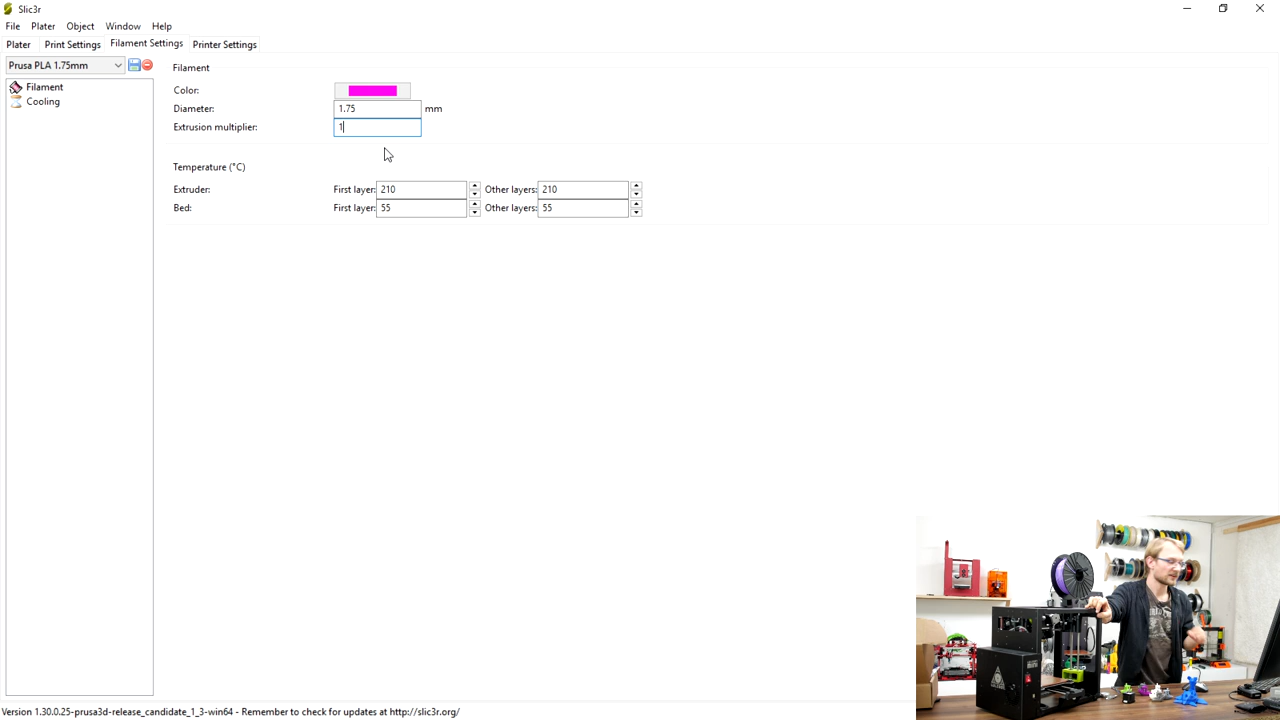 Slic3r
File Plater Object Window Help
Plater Print Settings Filament Settings Printer Settings
Prusa PLA 1.75mm
Filament
Cooling
Filament
Color:
Diameter: 1.75 mm
Extrusion multiplier: 1
Temperature (°C)
Extruder: First layer: 210 Other layers: 210
Bed: First layer: 55 Other layers: 55
Version 1.30.0.25-prusa3d-release_candidate_1_3-win64 - Remember to check for updates at http://slic3r.org/